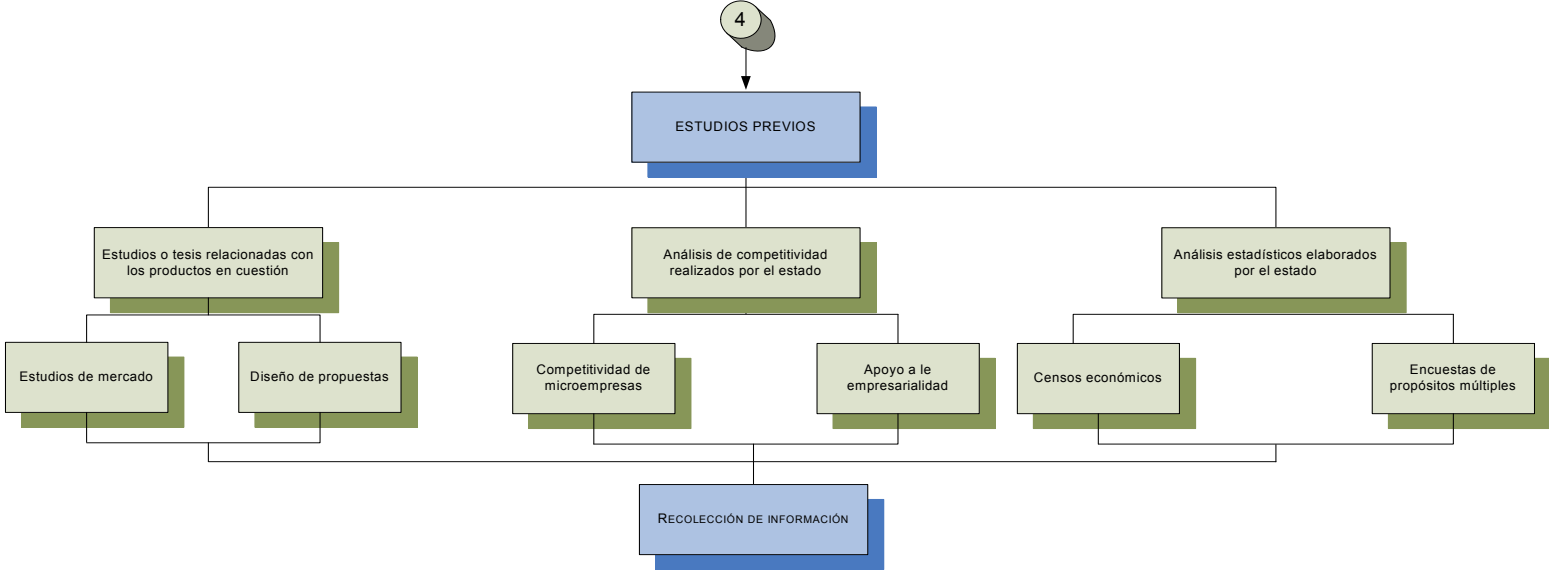 4
ESTUDIOS PREVIOS
Estudios o tesis relacionadas con
los productos en cuestión
Análisis de competitividad
realizados por el estado
Análisis estadísticos elaborados
por el estado
Estudios de mercado
Diseño de propuestas
Competitividad de
microempresas
Apoyo a le
empresarialidad
Censos económicos
Encuestas de
propósitos múltiples
RECOLECCIÓN DE INFORMACIÓN